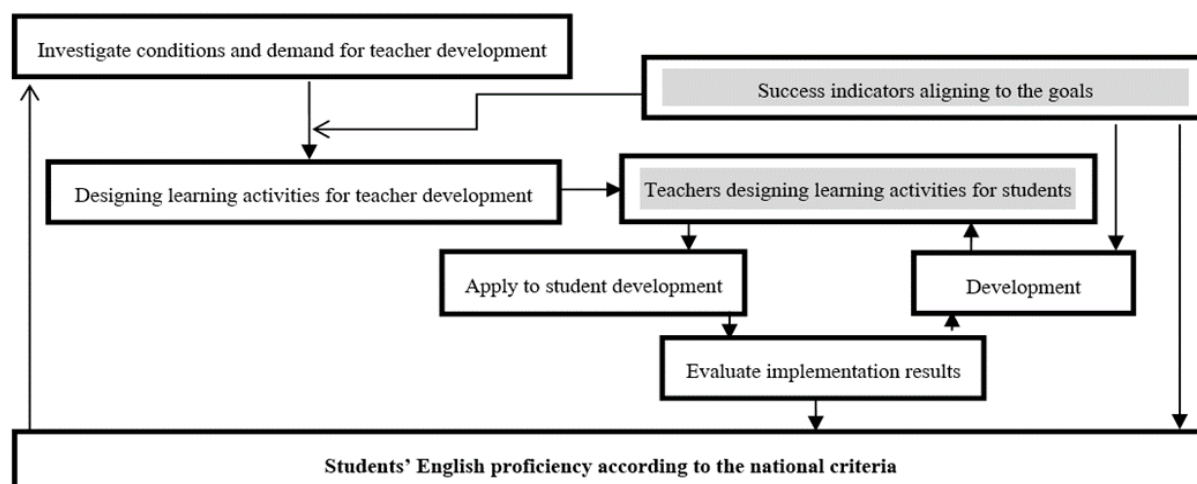 Investigate conditions and demand for teacher development
Success indicators aligning to the goals
Designing learning activities for teacher development
Teachers designing learning activities for students
Apply to student development
Development
Evaluate implementation results
Students’ English proficiency according to the national criteria